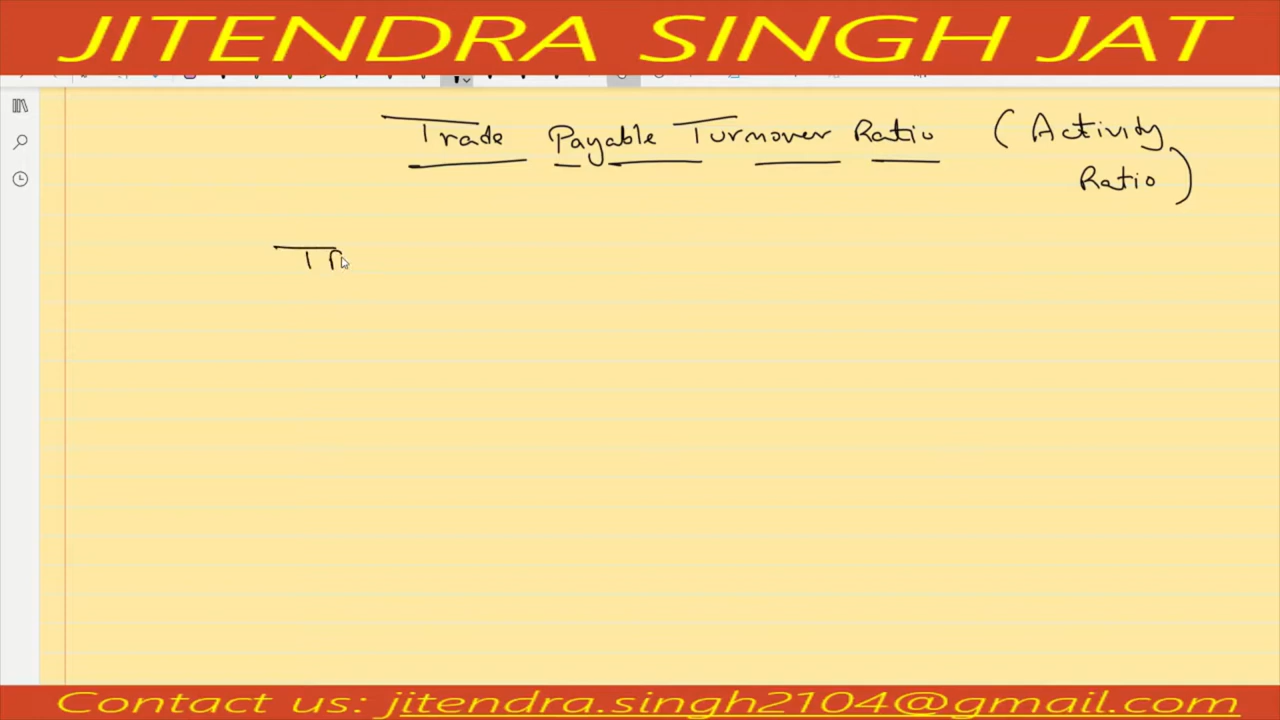 JITENDRA SINGH JAT
Trade Payable Turnover Ratio (Activity
Ratio)
Contact us: jitendra.singh2104@gmail.com